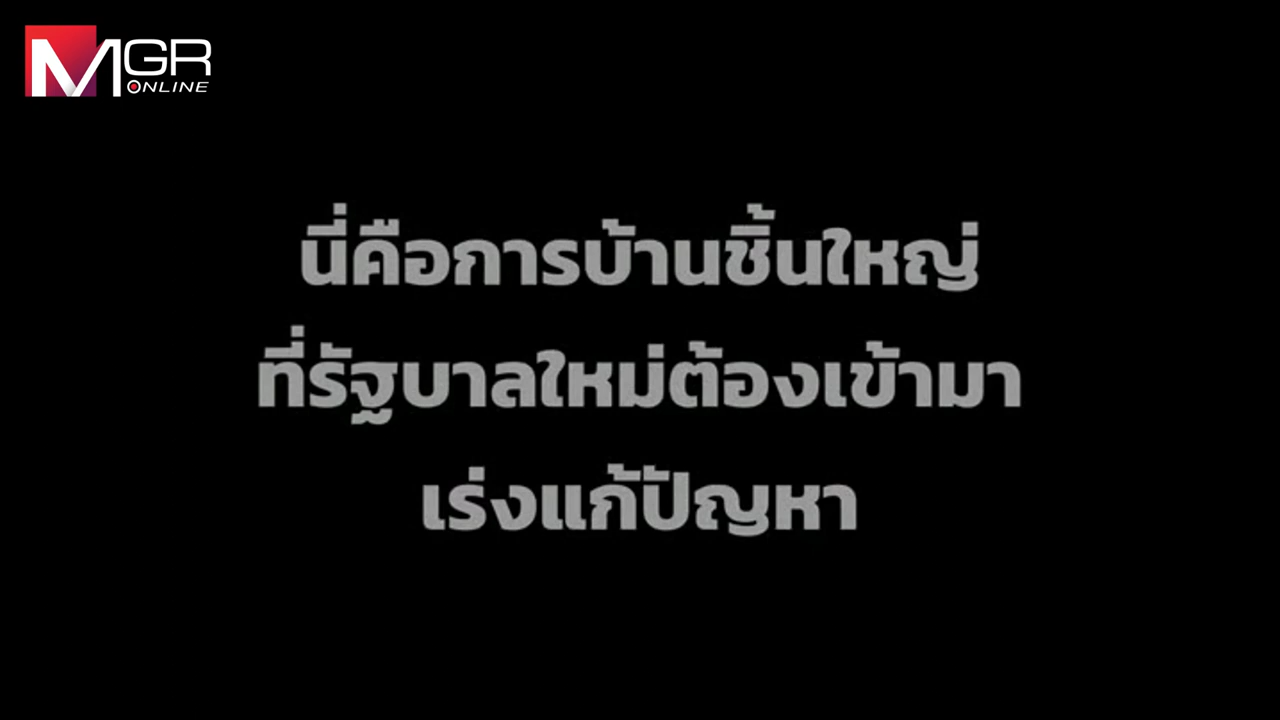 MGR
ONLINE
นี่คือการบ้านชิ้นใหญ่
ที่รัฐบาลใหม่ต้องเข้ามา
เร่งแก้ปัญหา